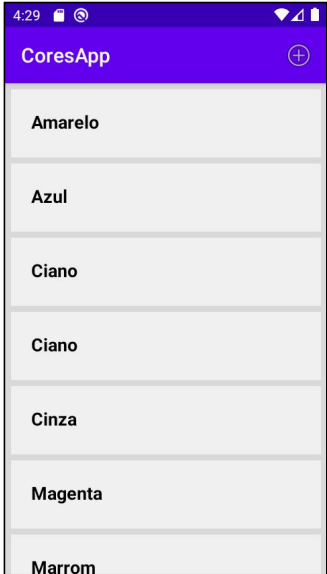 4:29
CoresApp
Amarelo
Azul
Ciano
Ciano
Cinza
Magenta
Marrom